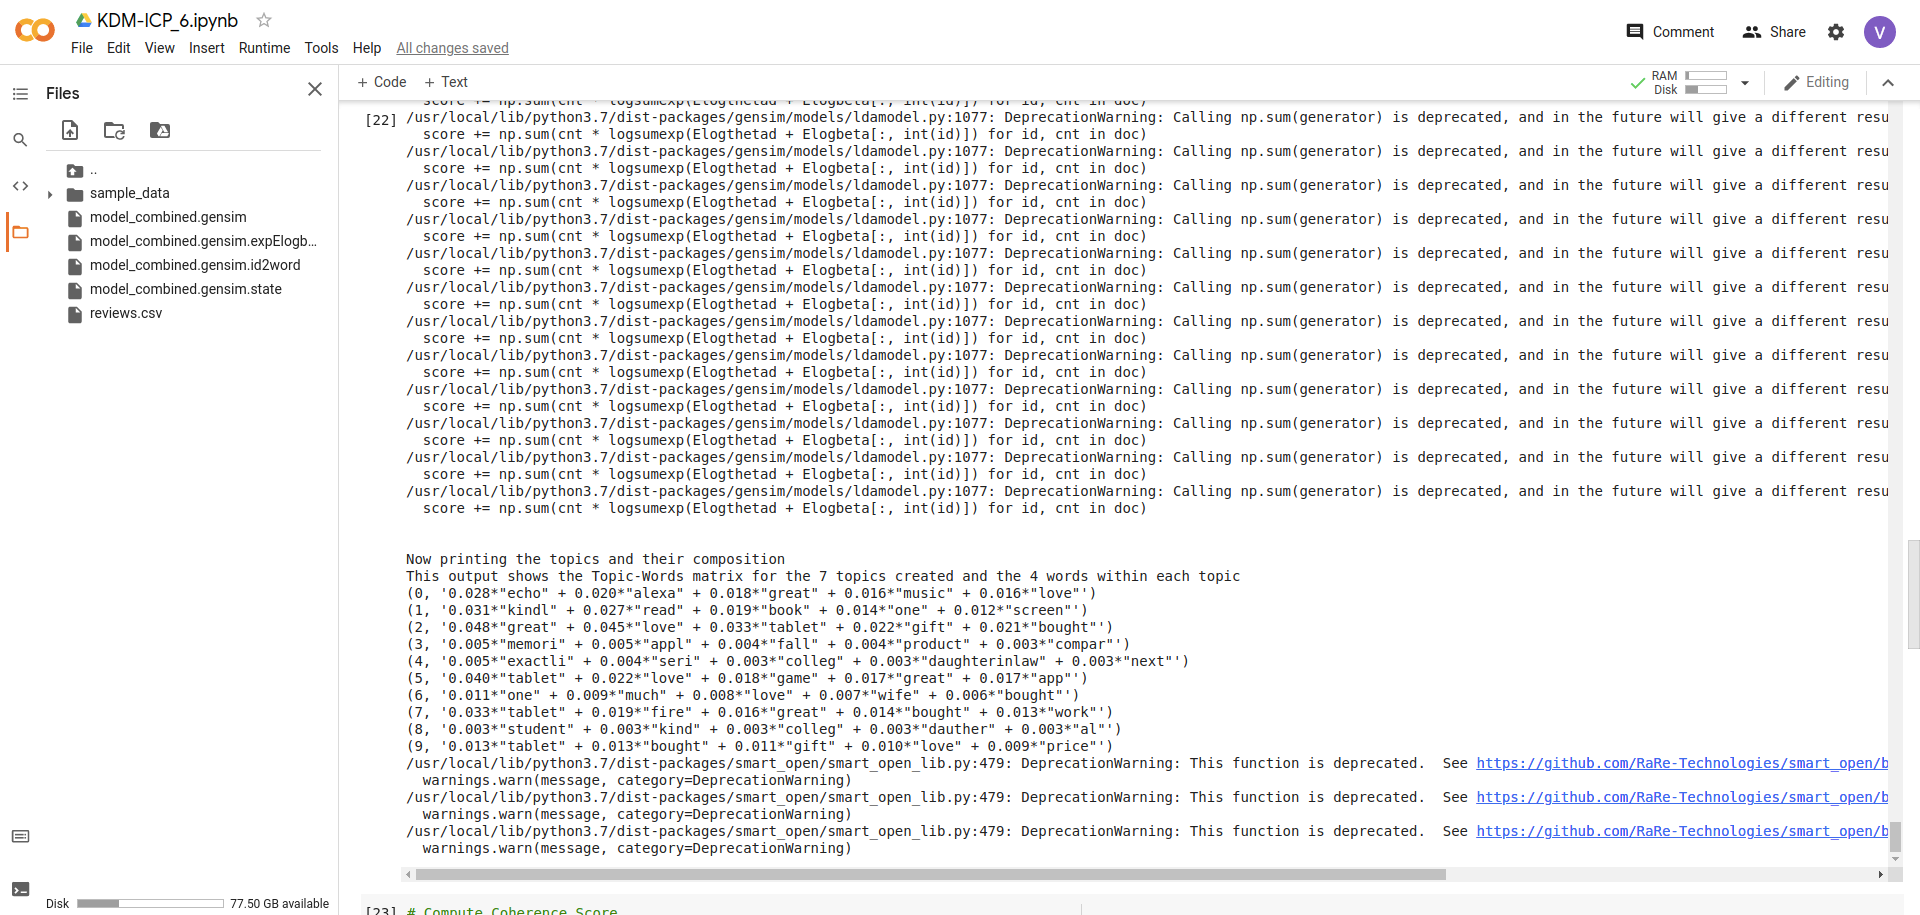 KDM-ICP_6.ipynb
File Edit View Insert Runtime Tools Help All changes saved
Comment Share V
Files
+ Code + Text
RAM
Disk
Editing
..
sample_data
model_combined.gensim
model_combined.gensim.expElogb...
model_combined.gensim.id2word
model_combined.gensim.state
reviews.csv
Disk 77.50 GB available
score += np.sum(cnt * logsumexp(Elogthetad + Elogbeta[:, int(id)]) for id, cnt in doc)
[22] /usr/local/lib/python3.7/dist-packages/gensim/models/ldamodel.py:1077: DeprecationWarning: Calling np.sum(generator) is deprecated, and in the future will give a different resu
score += np.sum(cnt * logsumexp(Elogthetad + Elogbeta[:, int(id)]) for id, cnt in doc)
/usr/local/lib/python3.7/dist-packages/gensim/models/ldamodel.py:1077: DeprecationWarning: Calling np.sum(generator) is deprecated, and in the future will give a different resu
score += np.sum(cnt * logsumexp(Elogthetad + Elogbeta[:, int(id)]) for id, cnt in doc)
/usr/local/lib/python3.7/dist-packages/gensim/models/ldamodel.py:1077: DeprecationWarning: Calling np.sum(generator) is deprecated, and in the future will give a different resu
score += np.sum(cnt * logsumexp(Elogthetad + Elogbeta[:, int(id)]) for id, cnt in doc)
/usr/local/lib/python3.7/dist-packages/gensim/models/ldamodel.py:1077: DeprecationWarning: Calling np.sum(generator) is deprecated, and in the future will give a different resu
score += np.sum(cnt * logsumexp(Elogthetad + Elogbeta[:, int(id)]) for id, cnt in doc)
/usr/local/lib/python3.7/dist-packages/gensim/models/ldamodel.py:1077: DeprecationWarning: Calling np.sum(generator) is deprecated, and in the future will give a different resu
score += np.sum(cnt * logsumexp(Elogthetad + Elogbeta[:, int(id)]) for id, cnt in doc)
/usr/local/lib/python3.7/dist-packages/gensim/models/ldamodel.py:1077: DeprecationWarning: Calling np.sum(generator) is deprecated, and in the future will give a different resu
score += np.sum(cnt * logsumexp(Elogthetad + Elogbeta[:, int(id)]) for id, cnt in doc)
/usr/local/lib/python3.7/dist-packages/gensim/models/ldamodel.py:1077: DeprecationWarning: Calling np.sum(generator) is deprecated, and in the future will give a different resu
score += np.sum(cnt * logsumexp(Elogthetad + Elogbeta[:, int(id)]) for id, cnt in doc)
/usr/local/lib/python3.7/dist-packages/gensim/models/ldamodel.py:1077: DeprecationWarning: Calling np.sum(generator) is deprecated, and in the future will give a different resu
score += np.sum(cnt * logsumexp(Elogthetad + Elogbeta[:, int(id)]) for id, cnt in doc)
/usr/local/lib/python3.7/dist-packages/gensim/models/ldamodel.py:1077: DeprecationWarning: Calling np.sum(generator) is deprecated, and in the future will give a different resu
score += np.sum(cnt * logsumexp(Elogthetad + Elogbeta[:, int(id)]) for id, cnt in doc)
/usr/local/lib/python3.7/dist-packages/gensim/models/ldamodel.py:1077: DeprecationWarning: Calling np.sum(generator) is deprecated, and in the future will give a different resu
score += np.sum(cnt * logsumexp(Elogthetad + Elogbeta[:, int(id)]) for id, cnt in doc)
/usr/local/lib/python3.7/dist-packages/gensim/models/ldamodel.py:1077: DeprecationWarning: Calling np.sum(generator) is deprecated, and in the future will give a different resu
score += np.sum(cnt * logsumexp(Elogthetad + Elogbeta[:, int(id)]) for id, cnt in doc)
/usr/local/lib/python3.7/dist-packages/gensim/models/ldamodel.py:1077: DeprecationWarning: Calling np.sum(generator) is deprecated, and in the future will give a different resu
score += np.sum(cnt * logsumexp(Elogthetad + Elogbeta[:, int(id)]) for id, cnt in doc)
Now printing the topics and their composition
This output shows the Topic-Words matrix for the 7 topics created and the 4 words within each topic
(0, '0.028*"echo" + 0.020*"alexa" + 0.018*"great" + 0.016*"music" + 0.016*"love"')
(1, '0.031*"kindl" + 0.027*"read" + 0.019*"book" + 0.014*"one" + 0.012*"screen"')
(2, '0.048*"great" + 0.045*"love" + 0.033*"tablet" + 0.022*"gift" + 0.021*"bought"')
(3, '0.005*"memori" + 0.005*"appl" + 0.004*"fall" + 0.004*"product" + 0.003*"compar"')
(4, '0.005*"exactli" + 0.004*"seri" + 0.003*"colleg" + 0.003*"daughterinlaw" + 0.003*"next"')
(5, '0.040*"tablet" + 0.022*"love" + 0.018*"game" + 0.017*"great" + 0.017*"app"')
(6, '0.011*"one" + 0.009*"much" + 0.008*"love" + 0.007*"wife" + 0.006*"bought"')
(7, '0.033*"tablet" + 0.019*"fire" + 0.016*"great" + 0.014*"bought" + 0.013*"work"')
(8, '0.003*"student" + 0.003*"kind" + 0.003*"colleg" + 0.003*"dauther" + 0.003*"al"')
(9, '0.013*"tablet" + 0.013*"bought" + 0.011*"gift" + 0.010*"love" + 0.009*"price"')
/usr/local/lib/python3.7/dist-packages/smart_open/smart_open_lib.py:479: DeprecationWarning: This function is deprecated. See https://github.com/RaRe-Technologies/smart_open/b
warnings.warn(message, category=DeprecationWarning)
/usr/local/lib/python3.7/dist-packages/smart_open/smart_open_lib.py:479: DeprecationWarning: This function is deprecated. See https://github.com/RaRe-Technologies/smart_open/b
warnings.warn(message, category=DeprecationWarning)
/usr/local/lib/python3.7/dist-packages/smart_open/smart_open_lib.py:479: DeprecationWarning: This function is deprecated. See https://github.com/RaRe-Technologies/smart_open/b
warnings.warn(message, category=DeprecationWarning)
[23] # Compute Coherence Score